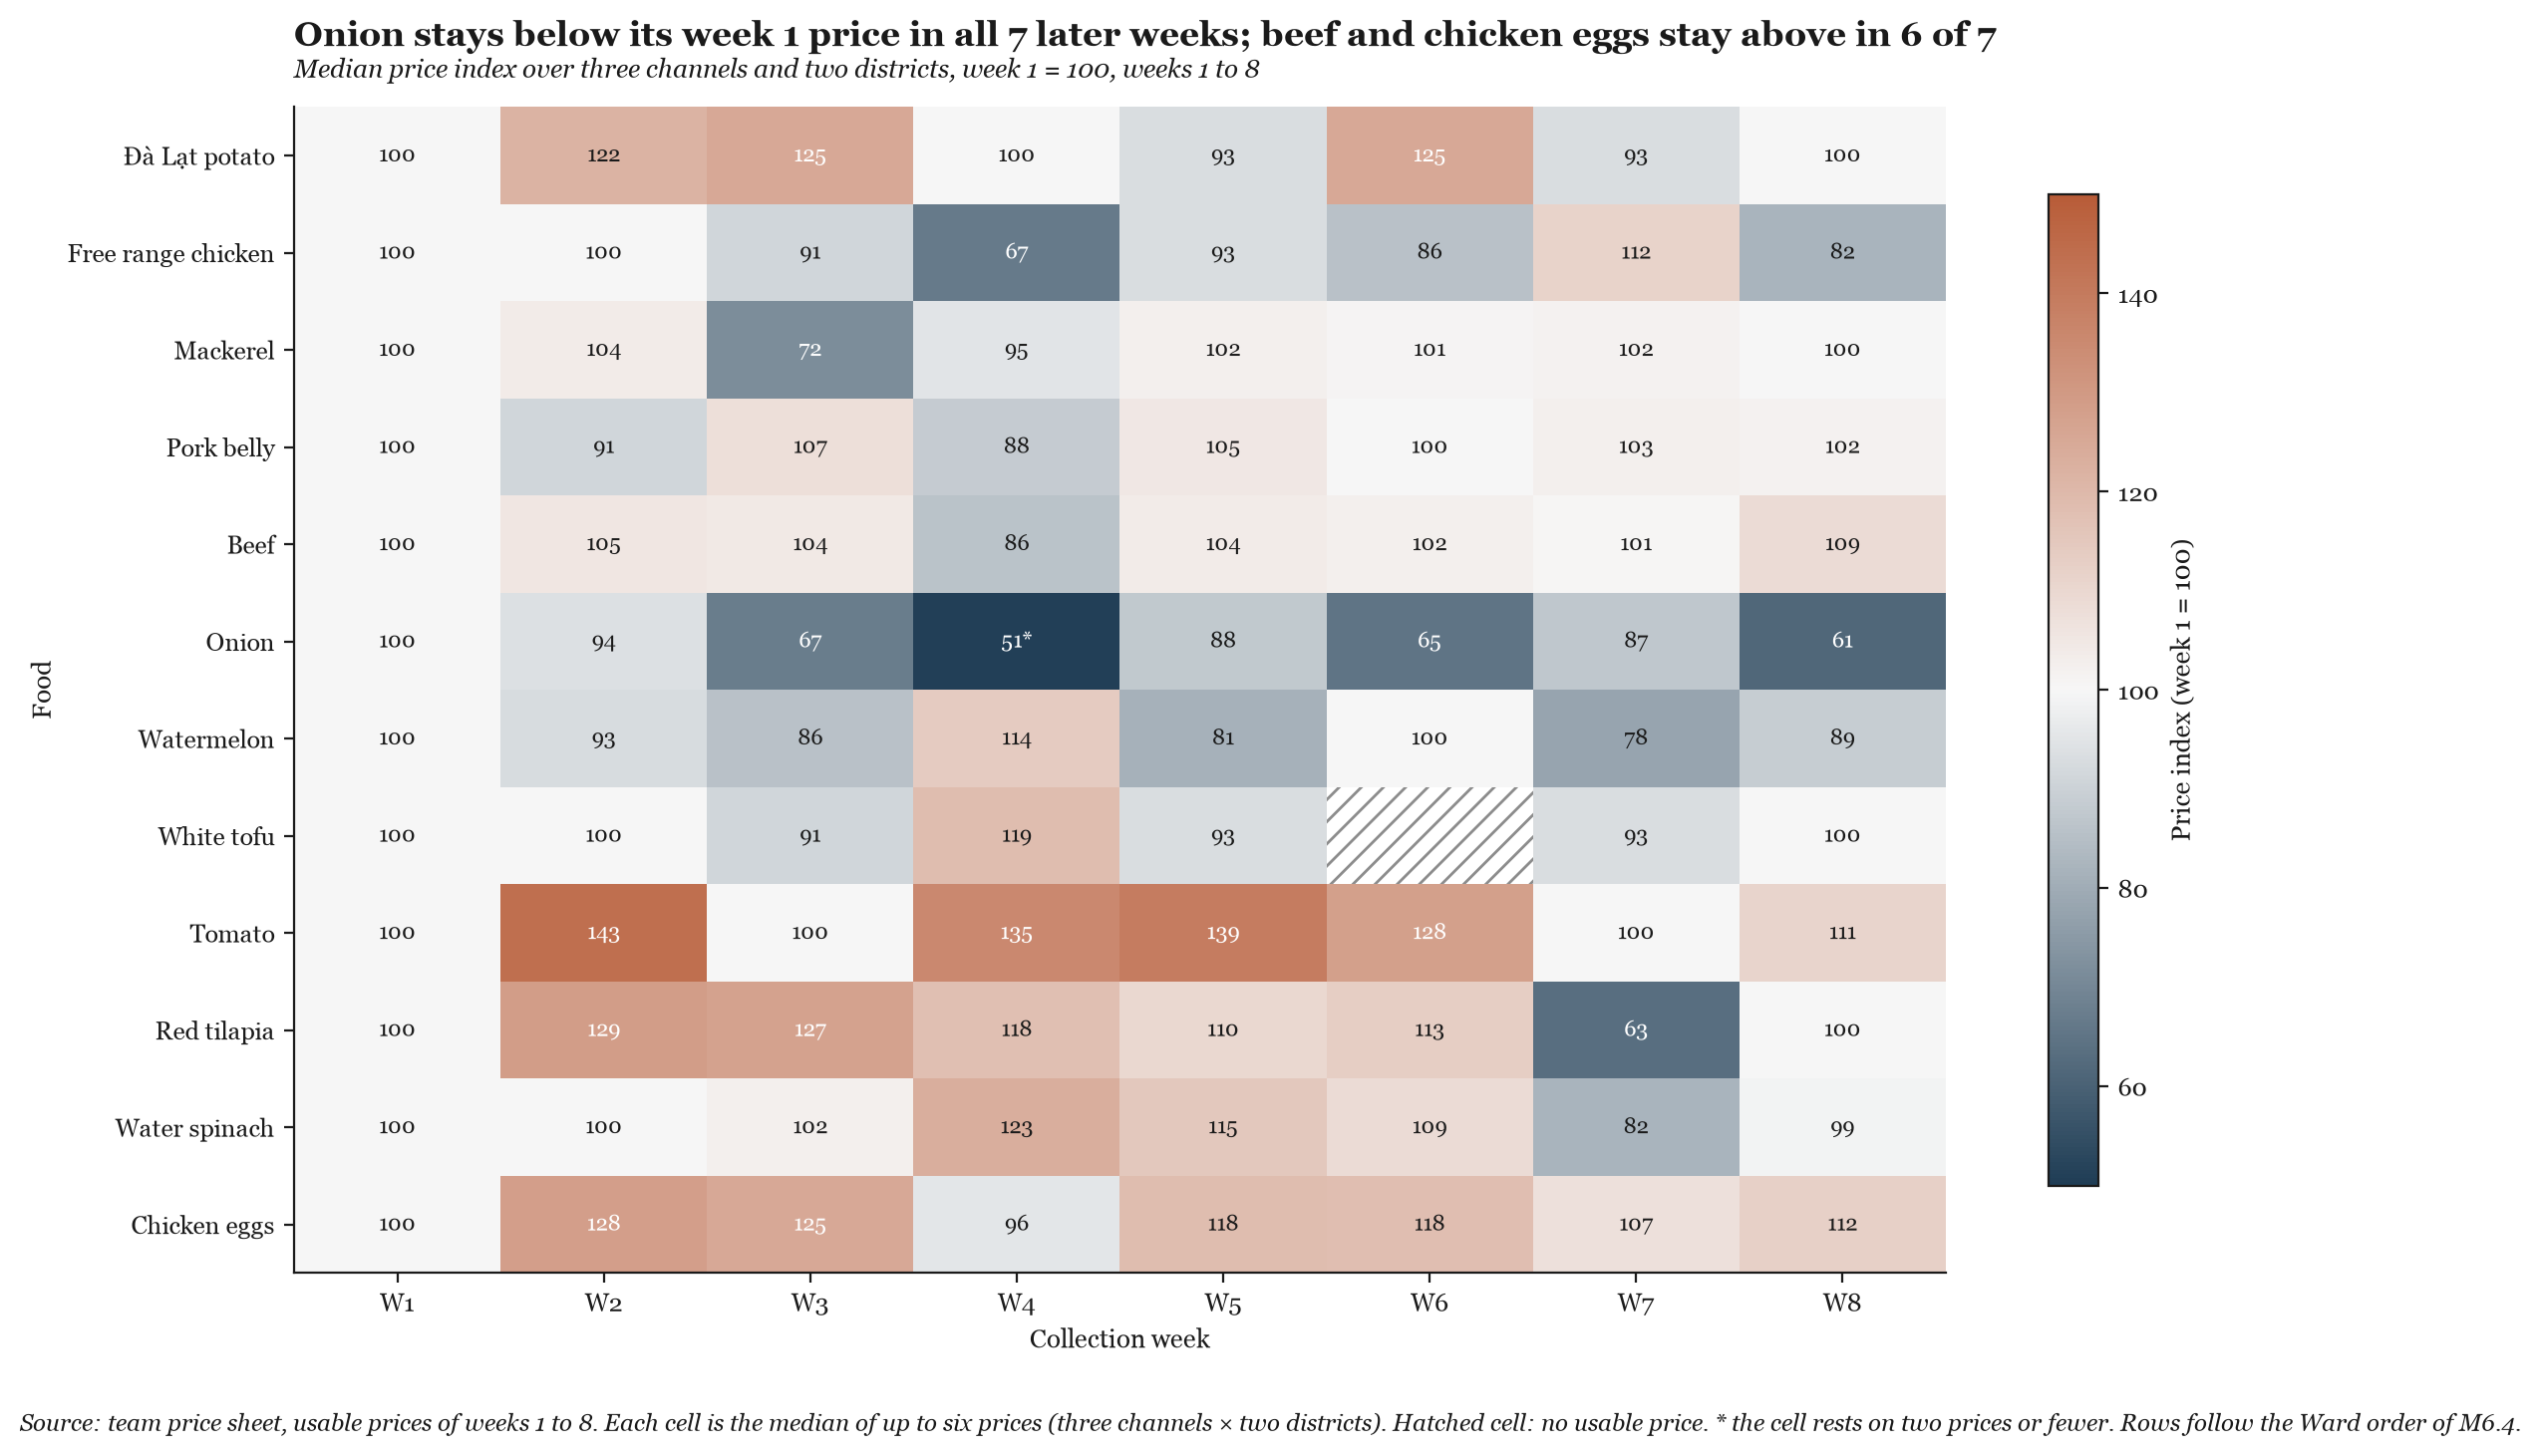 Onion stays below its week 1 price in all 7 later weeks; beef and chicken eggs stay above in 6 of 7
Median price index over three channels and two districts, week 1 = 100, weeks 1 to 8
Food
Đà Lạt potato 100 122 125 100 93 125 93 100
Free range chicken 100 100 91 67 93 86 112 82
Mackerel 100 104 72 95 102 101 102 100
Pork belly 100 91 107 88 105 100 103 102
Beef 100 105 104 86 104 102 101 109
Onion 100 94 67 51* 88 65 87 61
Watermelon 100 93 86 114 81 100 78 89
White tofu 100 100 91 119 93 93 100
Tomato 100 143 100 135 139 128 100 111
Red tilapia 100 129 127 118 110 113 63 100
Water spinach 100 100 102 123 115 109 82 99
Chicken eggs 100 128 125 96 118 118 107 112
W1 W2 W3 W4 W5 W6 W7 W8
Collection week
140
120
100
80
60
Price index (week 1 = 100)
Source: team price sheet, usable prices of weeks 1 to 8. Each cell is the median of up to six prices (three channels × two districts). Hatched cell: no usable price. * the cell rests on two prices or fewer. Rows follow the Ward order of M6.4.